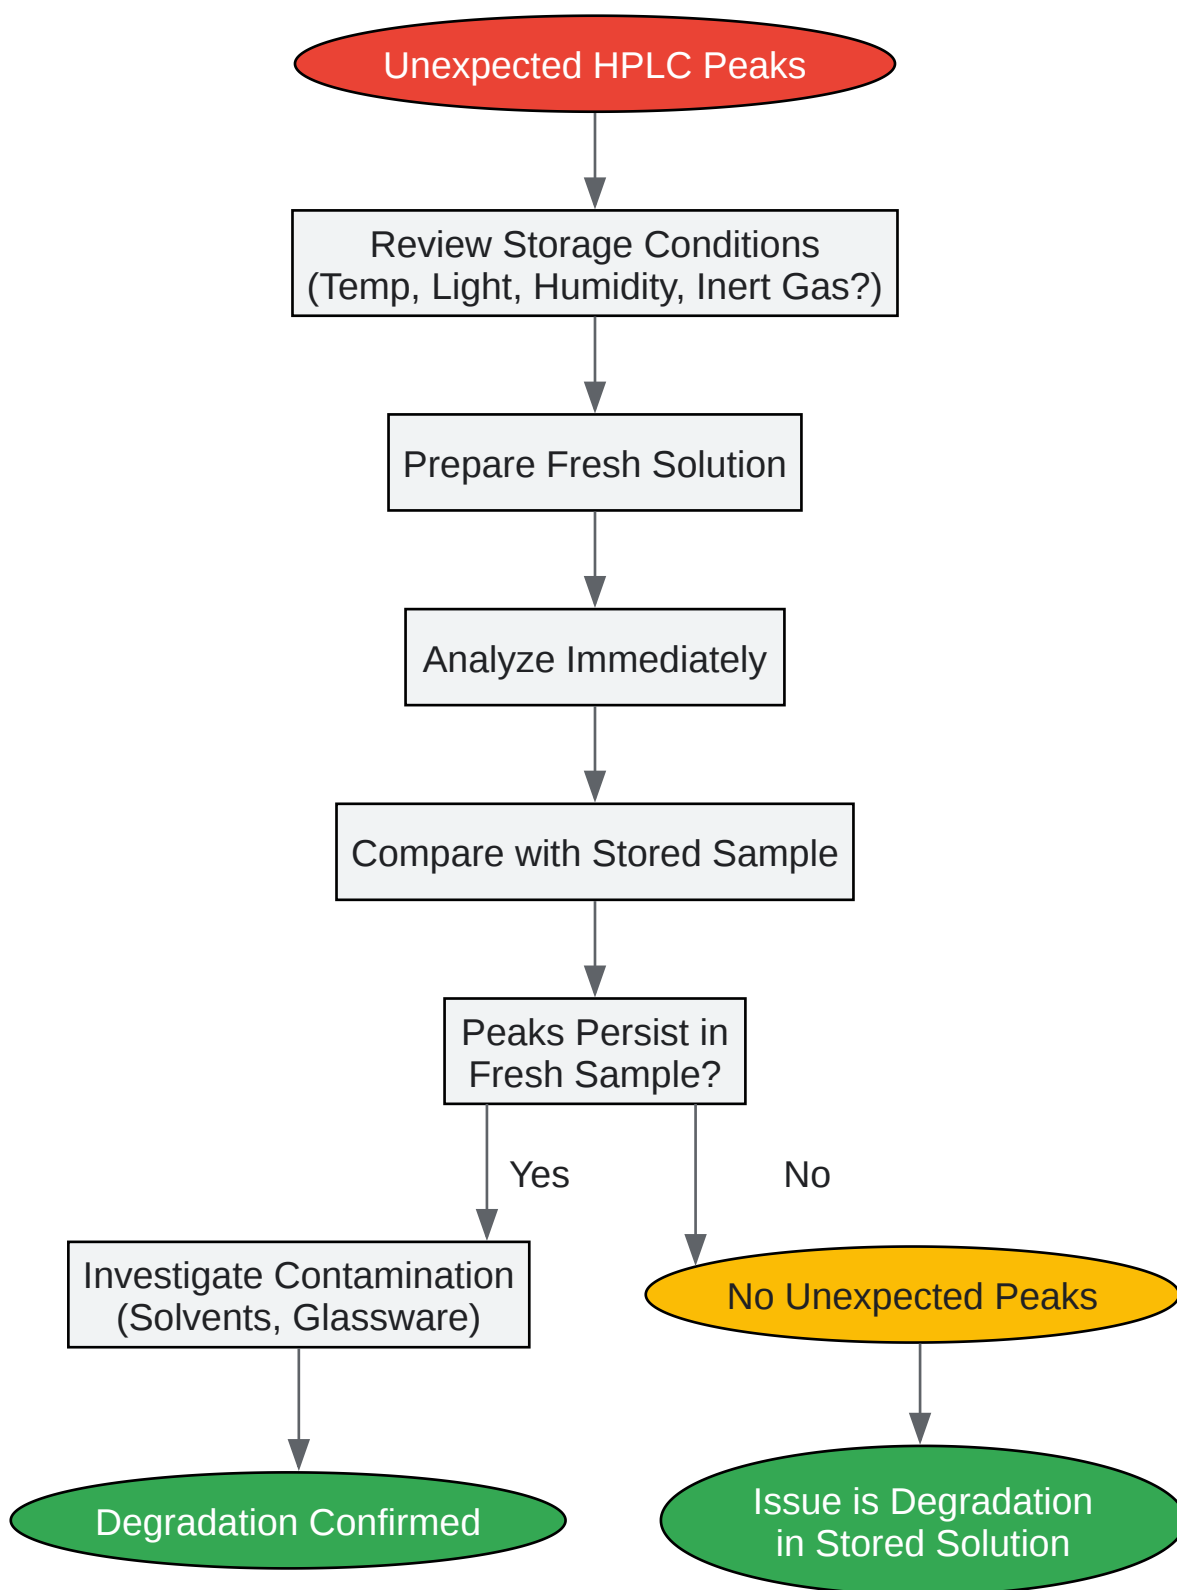 Unexpected HPLC Peaks
Review Storage Conditions
(Temp, Light, Humidity, Inert Gas?)
Prepare Fresh Solution
Analyze Immediately
Compare with Stored Sample
Peaks Persist in
Fresh Sample?
Yes
No
Investigate Contamination
(Solvents, Glassware)
No Unexpected Peaks
Degradation Confirmed
Issue is Degradation
in Stored Solution